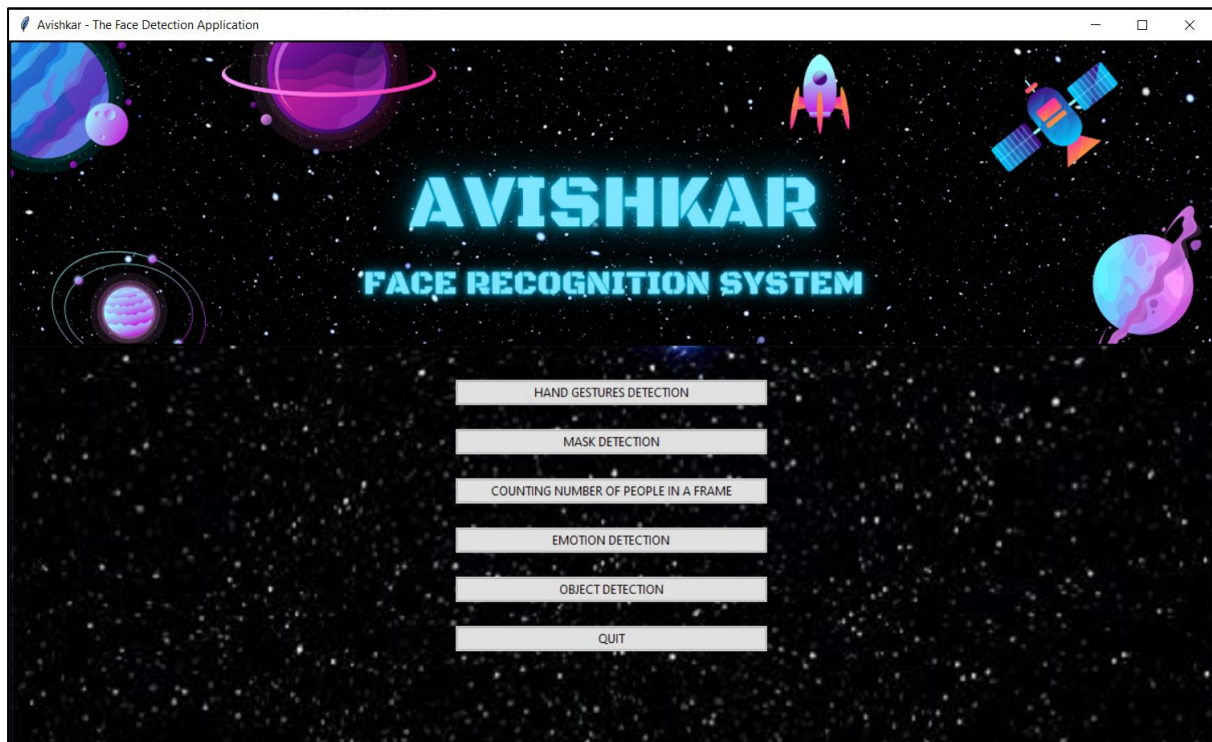 Avishkar - The Face Detection Application
AVISHKAR
FACE RECOGNITION SYSTEM
HAND GESTURES DETECTION
MASK DETECTION
COUNTING NUMBER OF PEOPLE IN A FRAME
EMOTION DETECTION
OBJECT DETECTION
QUIT